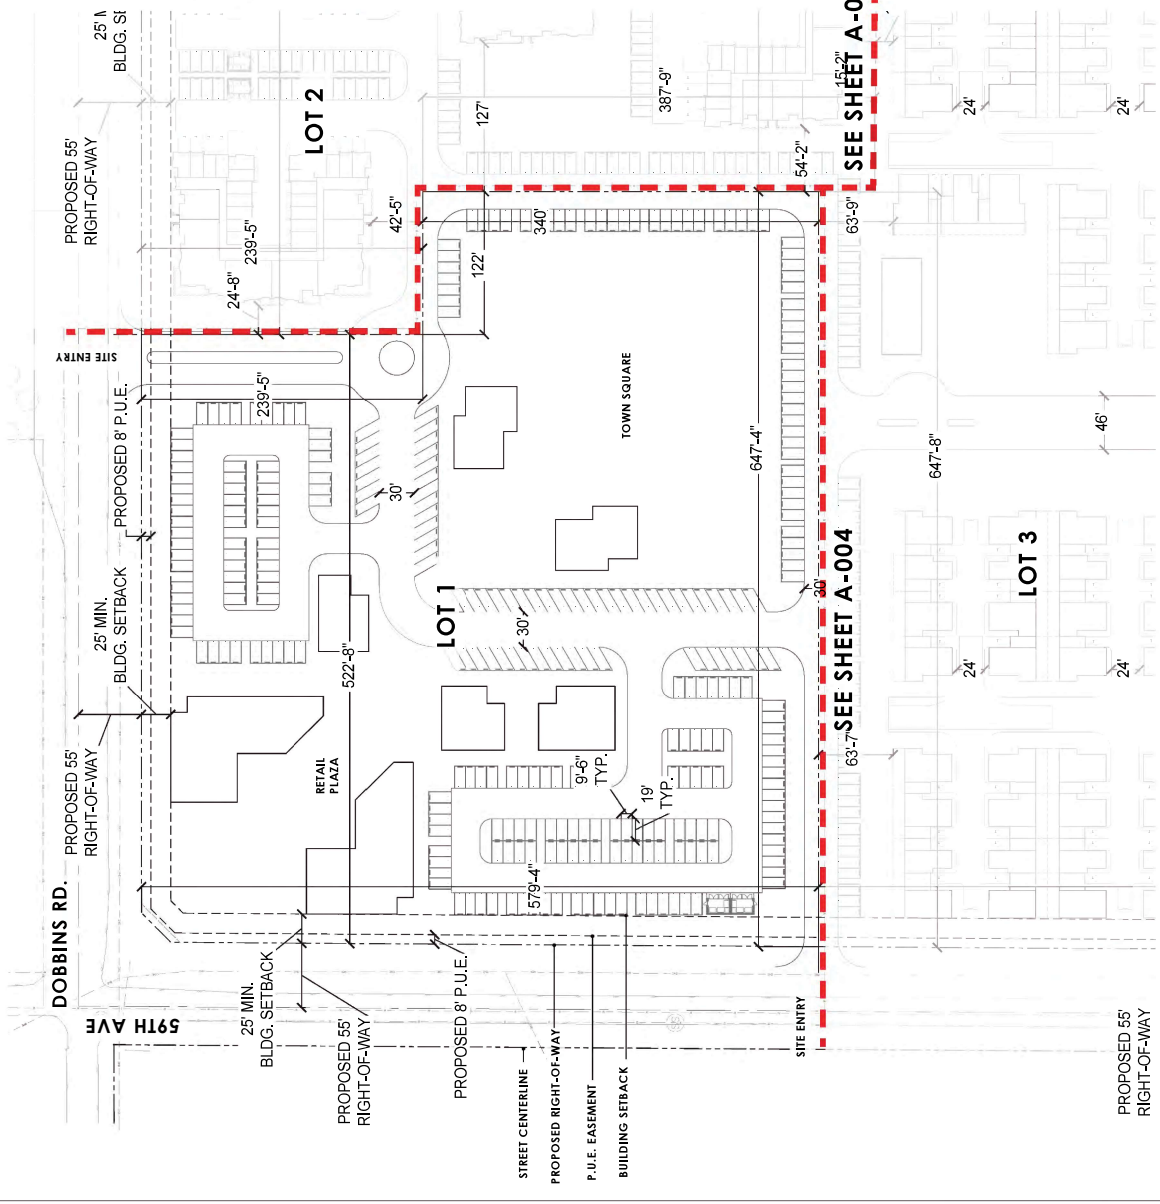 25' M
BLDG. SE
PROPOSED 55'
RIGHT-OF-WAY
LOT 2
127'
387'-9"
15'-2"
SEE SHEET A-0
24'
24'
54'-2"
42'-5"
239'-5"
24'-8"
122'
340'
63'-9"
SITE ENTRY
PROPOSED 8' P.U.E.
239'-5"
TOWN SQUARE
647'-4"
647'-8"
46'
30'
25' MIN.
BLDG. SETBACK
LOT 1
30'
30'
SEE SHEET A-004
LOT 3
522'-8"
24'
24'
PROPOSED 55'
RIGHT-OF-WAY
RETAIL
PLAZA
9'-6"
TYP.
19'
TYP.
63'-7"
579'-4"
DOBBINS RD.
59TH AVE
25' MIN.
BLDG. SETBACK
PROPOSED 55'
RIGHT-OF-WAY
PROPOSED 8' P.U.E.
SITE ENTRY
STREET CENTERLINE
PROPOSED RIGHT-OF-WAY
P.U.E. EASEMENT
BUILDING SETBACK
PROPOSED 55'
RIGHT-OF-WAY